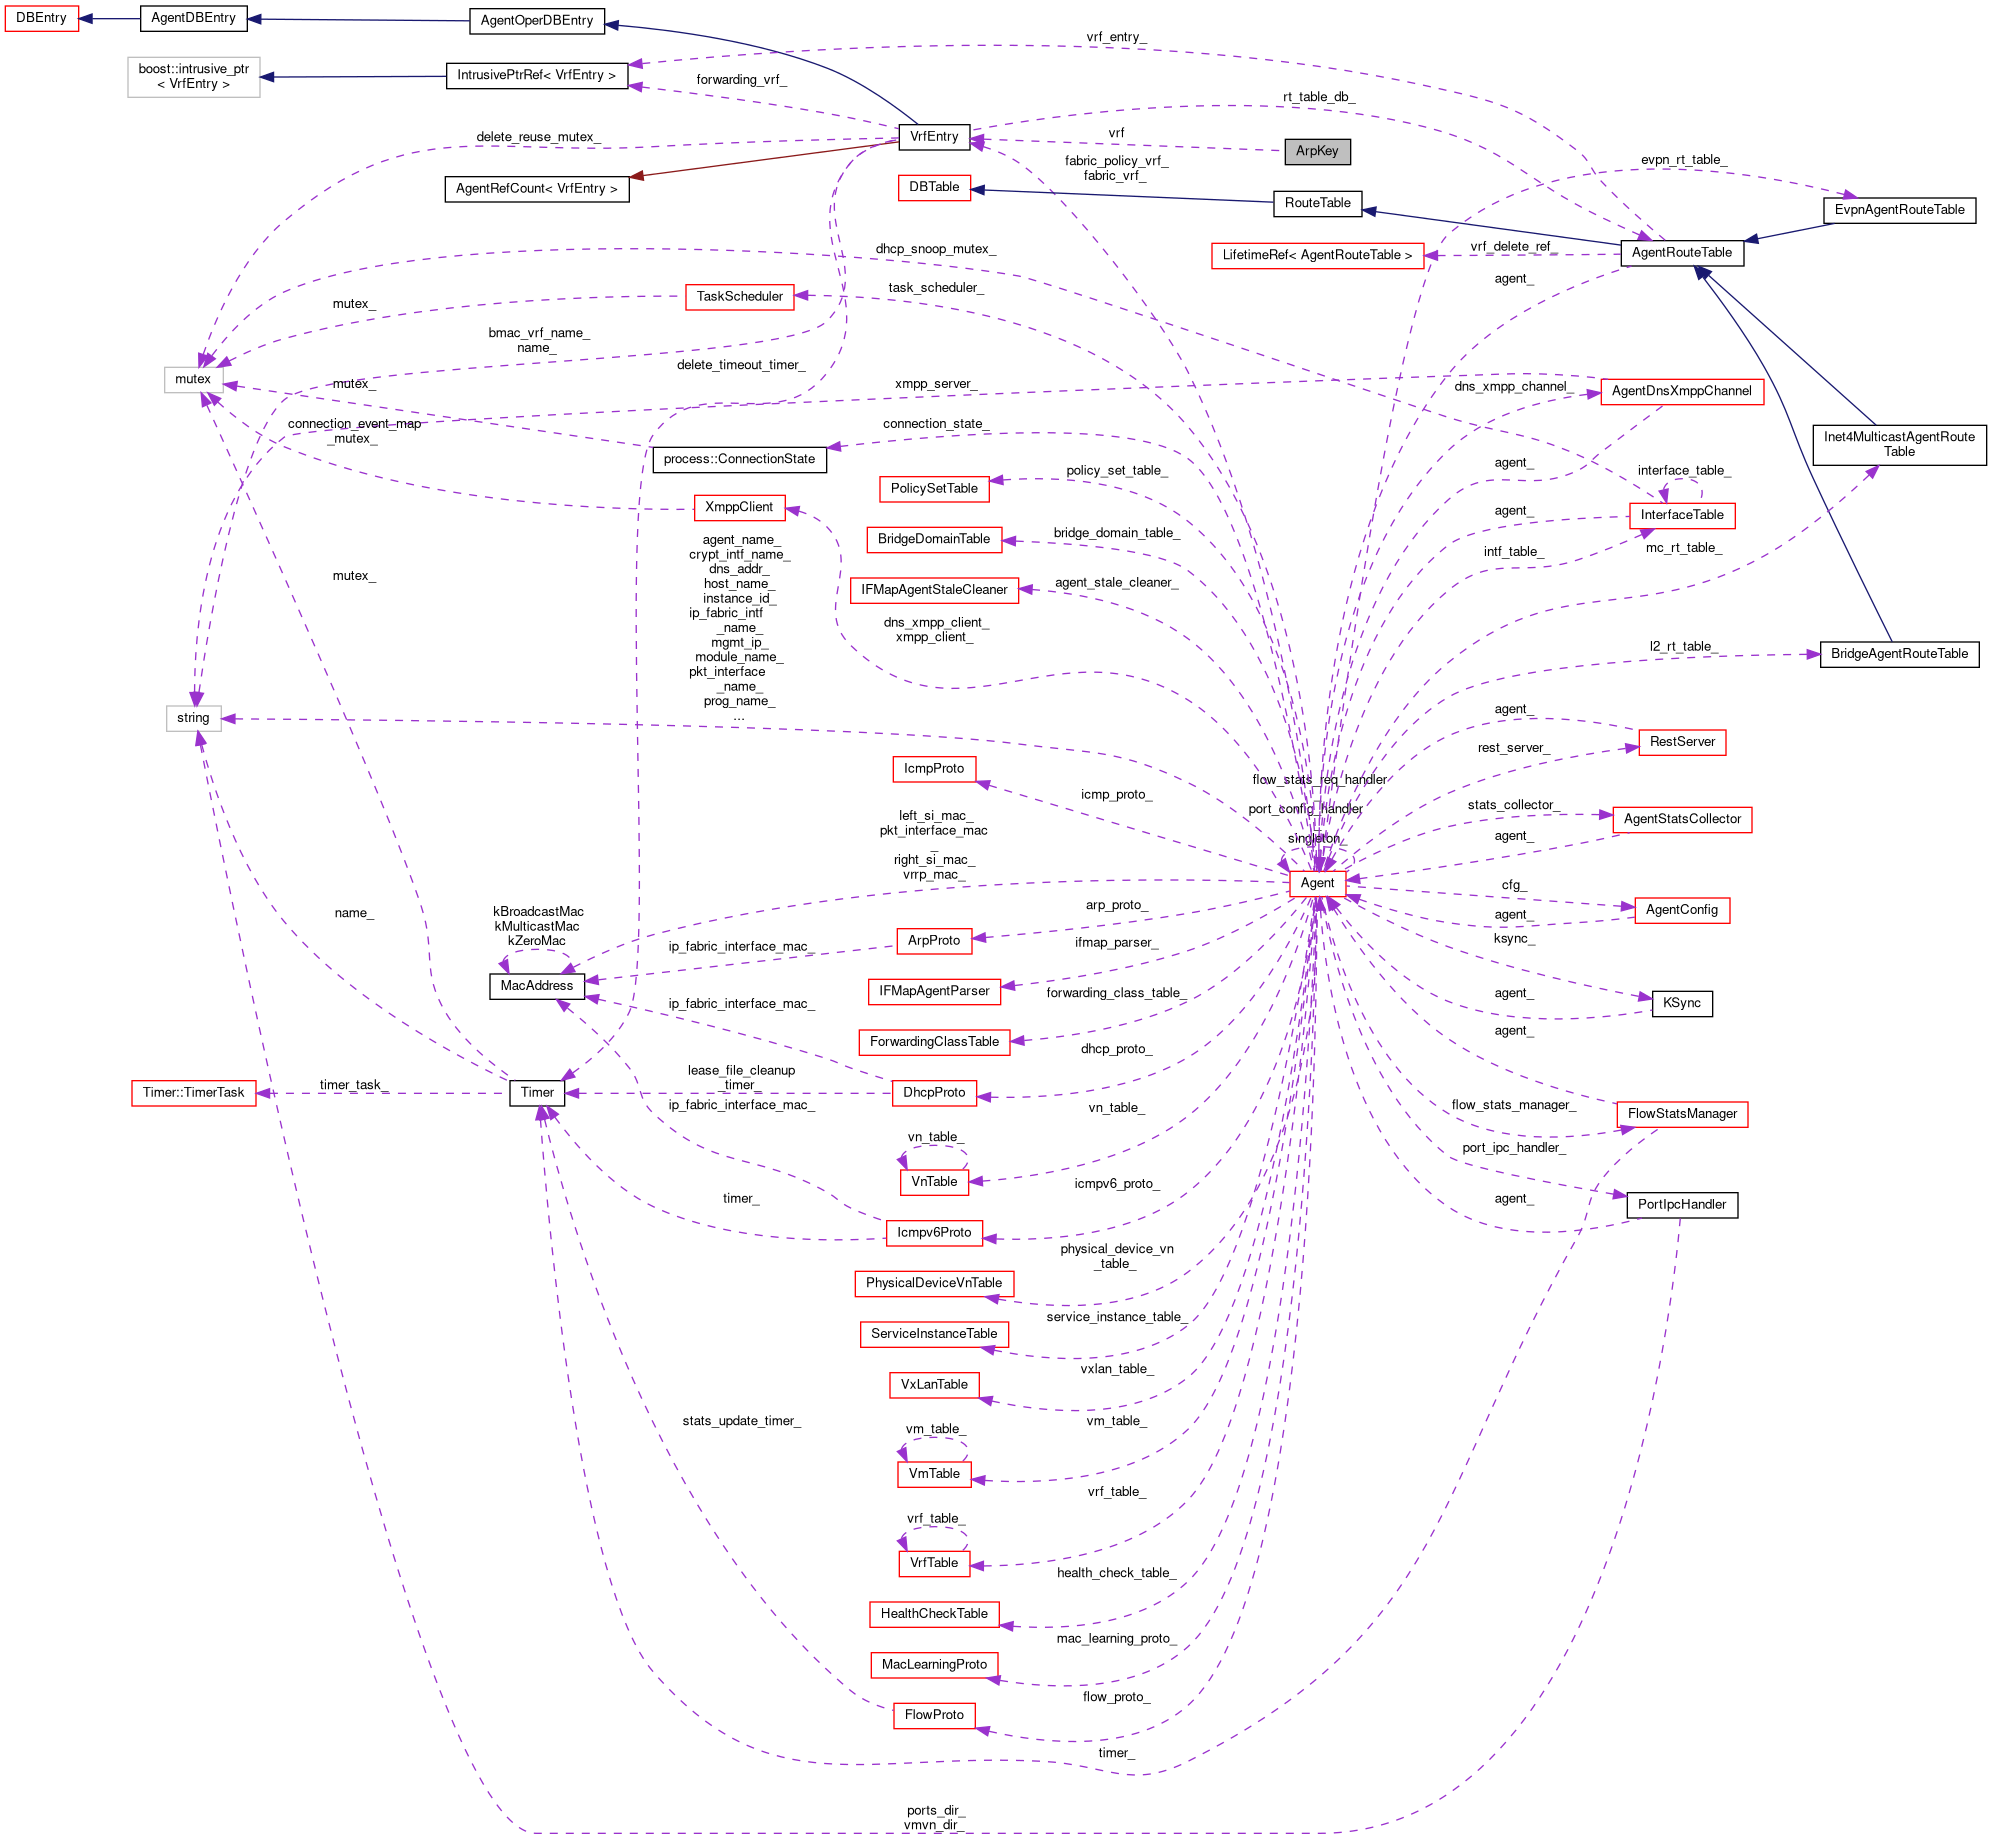 DBEntry
AgentDBEntry
AgentOperDBEntry
vrf_entry_
boost::intrusive_ptr
< VrfEntry >
IntrusivePtrRef< VrfEntry >
forwarding_vrf_
rt_table_db_
delete_reuse_mutex_
VrfEntry
vrf
ArpKey
fabric_policy_vrf_
fabric_vrf_
evpn_rt_table_
AgentRefCount< VrfEntry >
DBTable
RouteTable
EvpnAgentRouteTable
dhcp_snoop_mutex_
LifetimeRef< AgentRouteTable >
vrf_delete_ref_
AgentRouteTable
agent_
task_scheduler_
TaskScheduler
mutex_
bmac_vrf_name_
name_
delete_timeout_timer_
mutex
mutex_
xmpp_server_
dns_xmpp_channel_
AgentDnsXmppChannel
connection_event_map
_mutex_
connection_state_
process::ConnectionState
Inet4MulticastAgentRoute
Table
agent_
interface_table_
policy_set_table_
PolicySetTable
XmppClient
agent_
InterfaceTable
bridge_domain_table_
BridgeDomainTable
intf_table_
mc_rt_table_
agent_name_
crypt_intf_name_
dns_addr_
host_name_
instance_id_
ip_fabric_intf
_name_
mgmt_ip_
module_name_
pkt_interface
_name_
prog_name_
...
mutex_
agent_stale_cleaner_
IFMapAgentStaleCleaner
dns_xmpp_client_
xmpp_client_
l2_rt_table_
BridgeAgentRouteTable
string
agent_
RestServer
rest_server_
IcmpProto
icmp_proto_
flow_stats_req_handler
_
port_config_handler
_
singleton_
stats_collector_
AgentStatsCollector
agent_
left_si_mac_
pkt_interface_mac
_
right_si_mac_
vrrp_mac_
Agent
cfg_
AgentConfig
agent_
name_
kBroadcastMac
kMulticastMac
kZeroMac
arp_proto_
ArpProto
ip_fabric_interface_mac_
ifmap_parser_
ksync_
MacAddress
IFMapAgentParser
forwarding_class_table_
agent_
KSync
ip_fabric_interface_mac_
ForwardingClassTable
agent_
dhcp_proto_
lease_file_cleanup
_timer_
timer_task_
Timer::TimerTask
Timer
DhcpProto
ip_fabric_interface_mac_
vn_table_
flow_stats_manager_
FlowStatsManager
vn_table_
VnTable
port_ipc_handler_
icmpv6_proto_
timer_
agent_
PortIpcHandler
Icmpv6Proto
physical_device_vn
_table_
PhysicalDeviceVnTable
service_instance_table_
ServiceInstanceTable
vxlan_table_
VxLanTable
stats_update_timer_
vm_table_
vm_table_
VmTable
vrf_table_
vrf_table_
VrfTable
health_check_table_
HealthCheckTable
mac_learning_proto_
MacLearningProto
flow_proto_
FlowProto
timer_
ports_dir_
vmvn_dir_